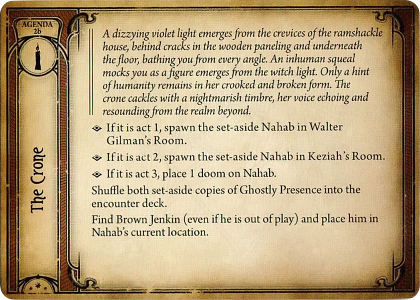 AGENDA
2b
The Crone
A dizzying violet light emerges from the crevices of the ramshackle
house, behind cracks in the wooden paneling and underneath
the floor, bathing you from every angle. An inhuman squeal
mocks you as a figure emerges from the witch light. Only a hint
of humanity remains in her crooked and broken form. The
crone cackles with a nightmarish timbre, her voice echoing and
resounding from the realm beyond.
If it is act 1, spawn the set-aside Nahab in Walter
Gilman's Room.
If it is act 2, spawn the set-aside Nahab in Keziah's Room.
If it is act 3, place 1 doom on Nahab.
Shuffle both set-aside copies of Ghostly Presence into the
encounter deck.
Find Brown Jenkin (even if he is out of play) and place him in
Nahab's current location.